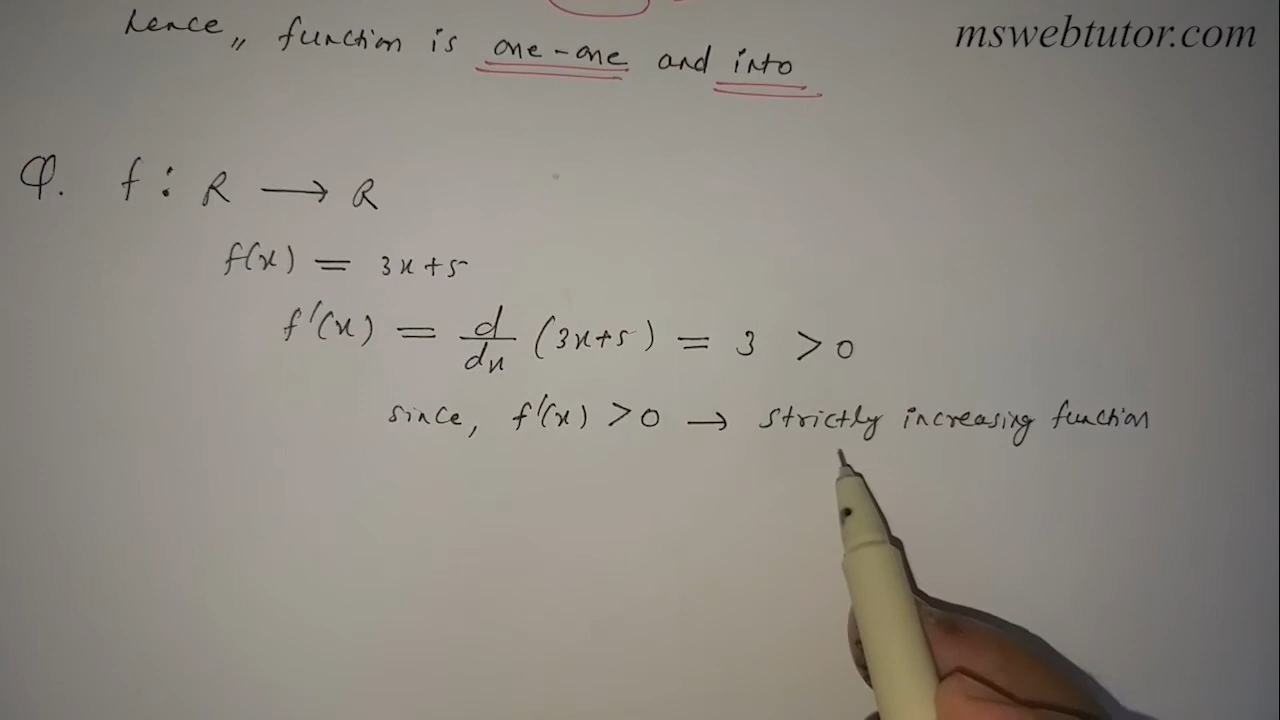 mswebtutor.com
hence,, function is one-one and into
Q. f : R → R
f(x) = 3x+5
f'(x) = d/dx (3x+5) = 3 >0
since, f'(x) >0 → strictly increasing function